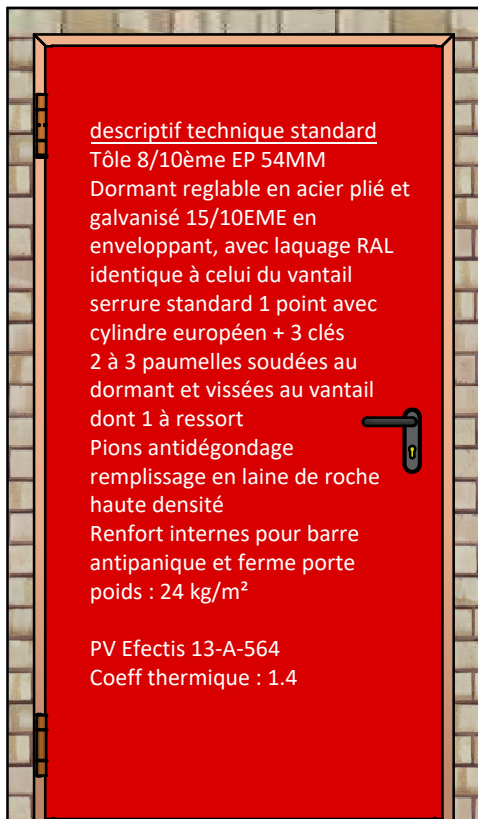 descriptif technique standard
Tôle 8/10ème EP 54MM
Dormant reglable en acier plié et
galvanisé 15/10EME en
enveloppant, avec laquage RAL
identique à celui du vantail
serrure standard 1 point avec
cylindre européen + 3 clés
2 à 3 paumelles soudées au
dormant et vissées au vantail
dont 1 à ressort
Pions antidégondage
remplissage en laine de roche
haute densité
Renfort internes pour barre
antipanique et ferme porte
poids : 24 kg/m²
PV Efectis 13-A-564
Coeff thermique : 1.4